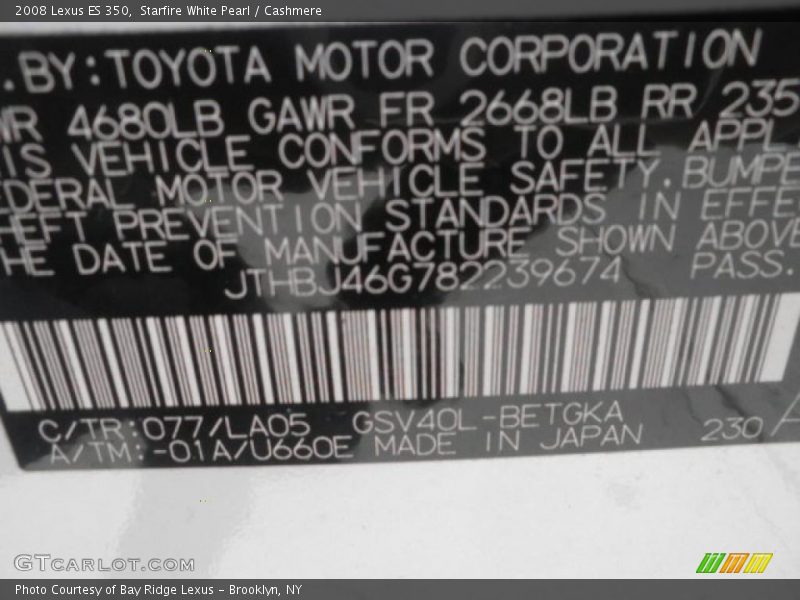 2008 Lexus ES 350, Starfire White Pearl / Cashmere
.BY:TOYOTA MOTOR CORPORATION
WR 4680LB GAWR FR 2668LB RR 235
IS VEHICLE CONFORMS TO ALL APPL
EDERAL MOTOR VEHICLE SAFETY.BUMPE
HEFT PREVENTION STANDARDS IN EFFE
HE DATE OF MANUFACTURE SHOWN ABOVE
JTHBJ46G782239674 PASS.
C/TR:077/LA05 GSV40L-BETGKA
A/TM:-01A/U660E MADE IN JAPAN 230/A
GTCarLot.com
Photo Courtesy of Bay Ridge Lexus – Brooklyn, NY